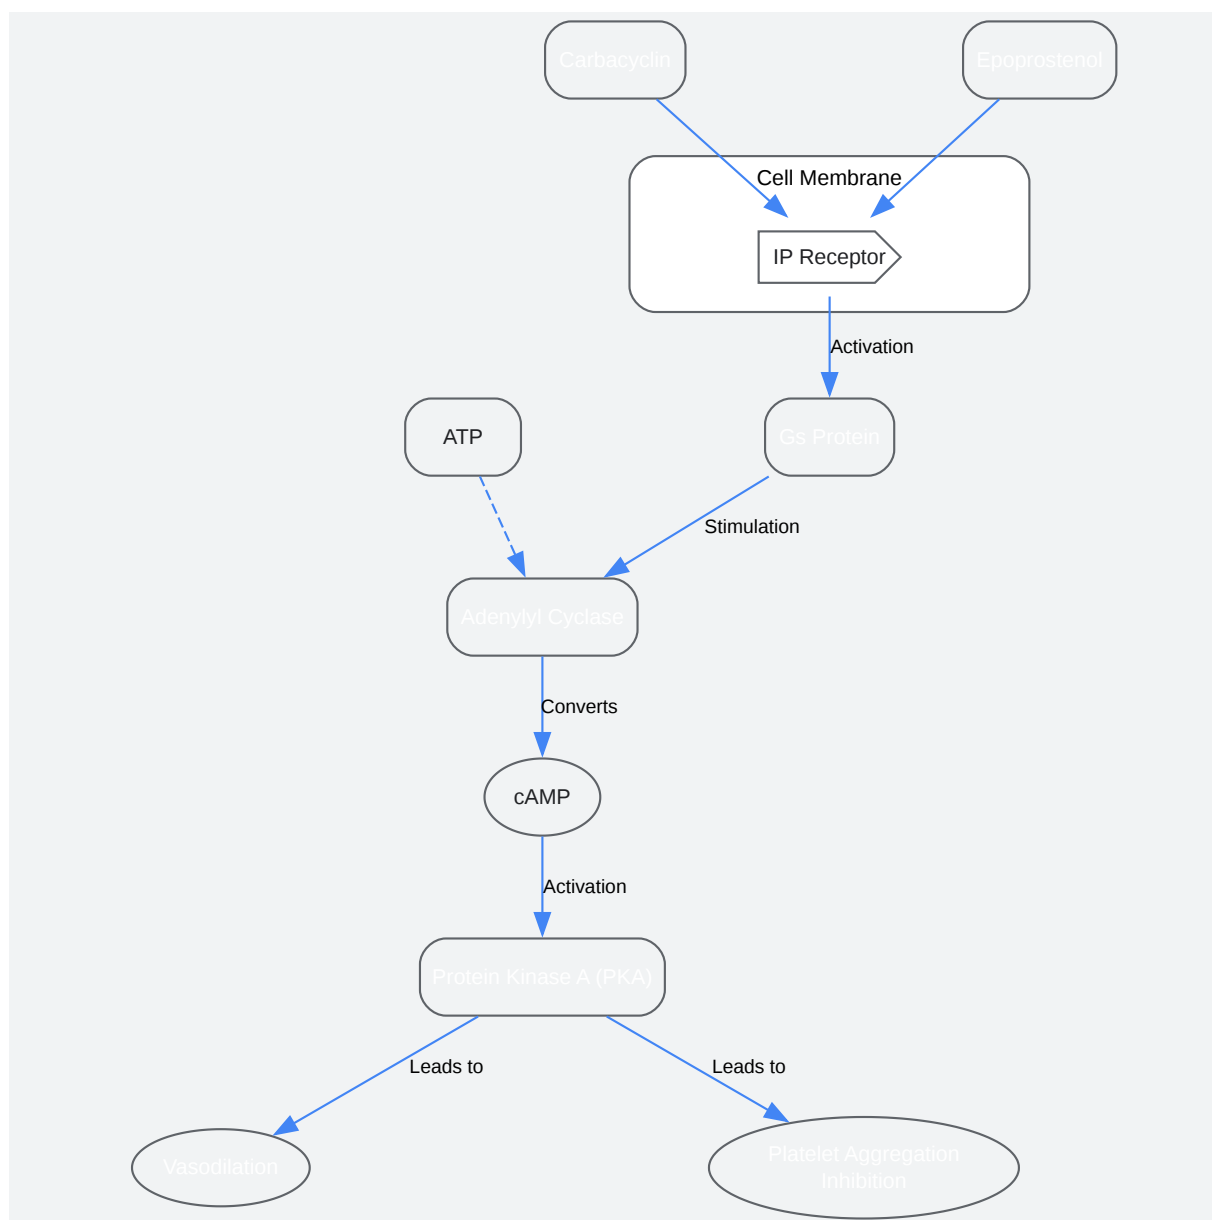 Carbacyclin
Epoprostenol
Cell Membrane
IP Receptor
Activation
ATP
Gs Protein
Stimulation
Adenylyl Cyclase
Converts
cAMP
Activation
Protein Kinase A (PKA)
Leads to
Leads to
Vasodilation
Platelet Aggregation
Inhibition